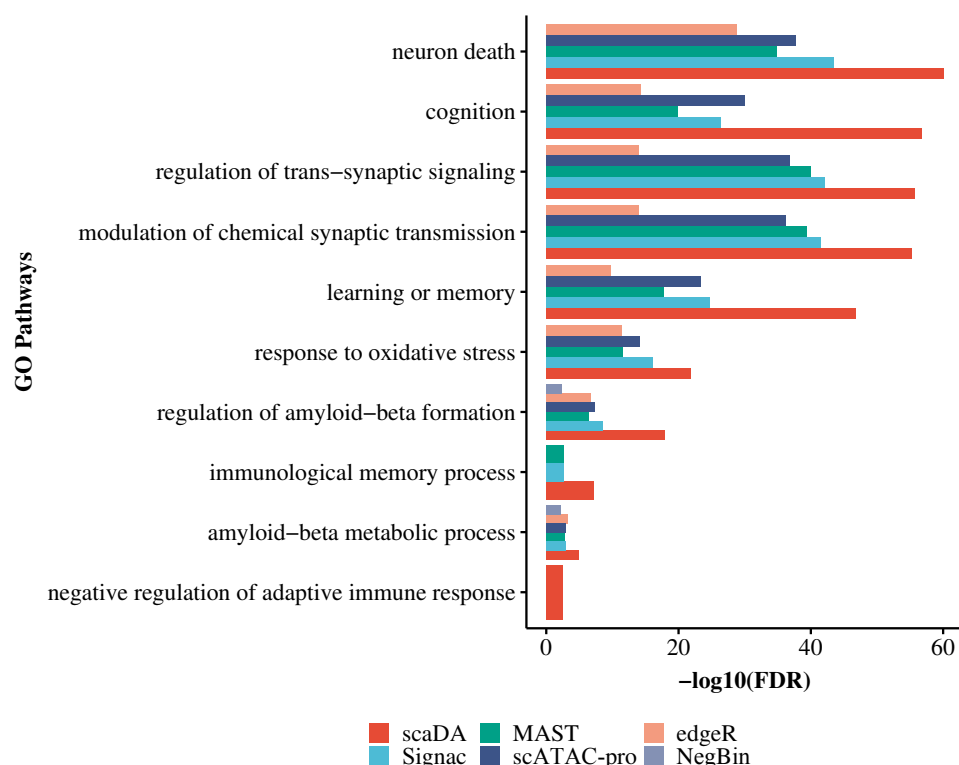 GO Pathways
neuron death
cognition
regulation of trans−synaptic signaling
modulation of chemical synaptic transmission
learning or memory
response to oxidative stress
regulation of amyloid−beta formation
immunological memory process
amyloid−beta metabolic process
negative regulation of adaptive immune response
0 20 40 60
−log10(FDR)
scaDA MAST edgeR
Signac scATAC-pro NegBin